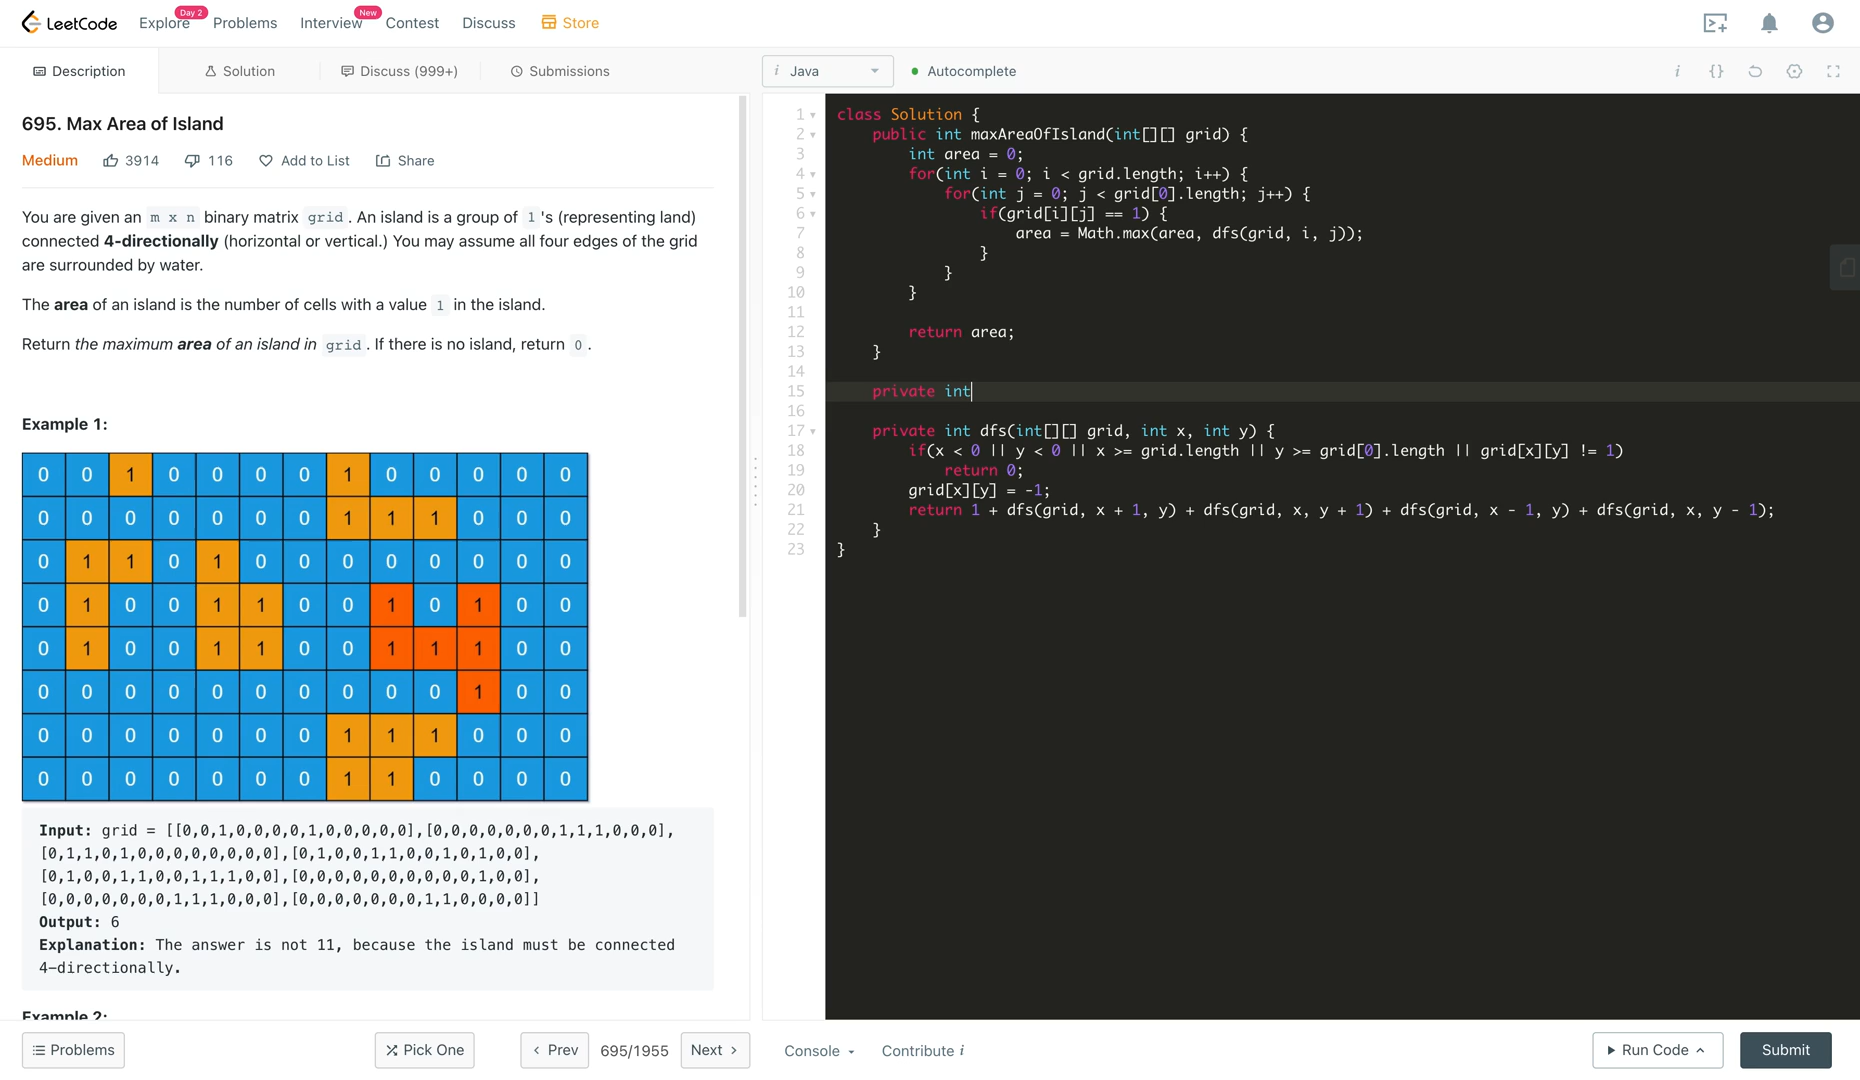 LeetCode
Explore
Day 2
Problems
Interview
New
Contest
Discuss
Store
Description
Solution
Discuss (999+)
Submissions
i Java
Autocomplete
i
{}
695. Max Area of Island
Medium
3914
116
Add to List
Share
You are given an m x n binary matrix grid . An island is a group of 1 's (representing land)
connected 4-directionally (horizontal or vertical.) You may assume all four edges of the grid
are surrounded by water.
The area of an island is the number of cells with a value 1 in the island.
Return the maximum area of an island in grid . If there is no island, return 0 .
Example 1:
0 0 1 0 0 0 0 1 0 0 0 0 0
0 0 0 0 0 0 0 1 1 1 0 0 0
0 1 1 0 1 0 0 0 0 0 0 0 0
0 1 0 0 1 1 0 0 1 0 1 0 0
0 1 0 0 1 1 0 0 1 1 1 0 0
0 0 0 0 0 0 0 0 0 0 1 0 0
0 0 0 0 0 0 0 1 1 1 0 0 0
0 0 0 0 0 0 0 1 1 0 0 0 0
Input: grid = [[0,0,1,0,0,0,0,1,0,0,0,0,0],[0,0,0,0,0,0,0,1,1,1,0,0,0],
[0,1,1,0,1,0,0,0,0,0,0,0,0],[0,1,0,0,1,1,0,0,1,0,1,0,0],
[0,1,0,0,1,1,0,0,1,1,1,0,0],[0,0,0,0,0,0,0,0,0,0,1,0,0],
[0,0,0,0,0,0,0,1,1,1,0,0,0],[0,0,0,0,0,0,0,1,1,0,0,0,0]]
Output: 6
Explanation: The answer is not 11, because the island must be connected
4-directionally.
Example 2:
1 class Solution {
2 public int maxAreaOfIsland(int[][] grid) {
3 int area = 0;
4 for(int i = 0; i < grid.length; i++) {
5 for(int j = 0; j < grid[0].length; j++) {
6 if(grid[i][j] == 1) {
7 area = Math.max(area, dfs(grid, i, j));
8 }
9 }
10 }
11
12 return area;
13 }
14
15 private int
16
17 private int dfs(int[][] grid, int x, int y) {
18 if(x < 0 || y < 0 || x >= grid.length || y >= grid[0].length || grid[x][y] != 1)
19 return 0;
20 grid[x][y] = -1;
21 return 1 + dfs(grid, x + 1, y) + dfs(grid, x, y + 1) + dfs(grid, x - 1, y) + dfs(grid, x, y - 1);
22 }
23 }
Problems
Pick One
Prev
695/1955
Next
Console
Contribute i
Run Code
Submit